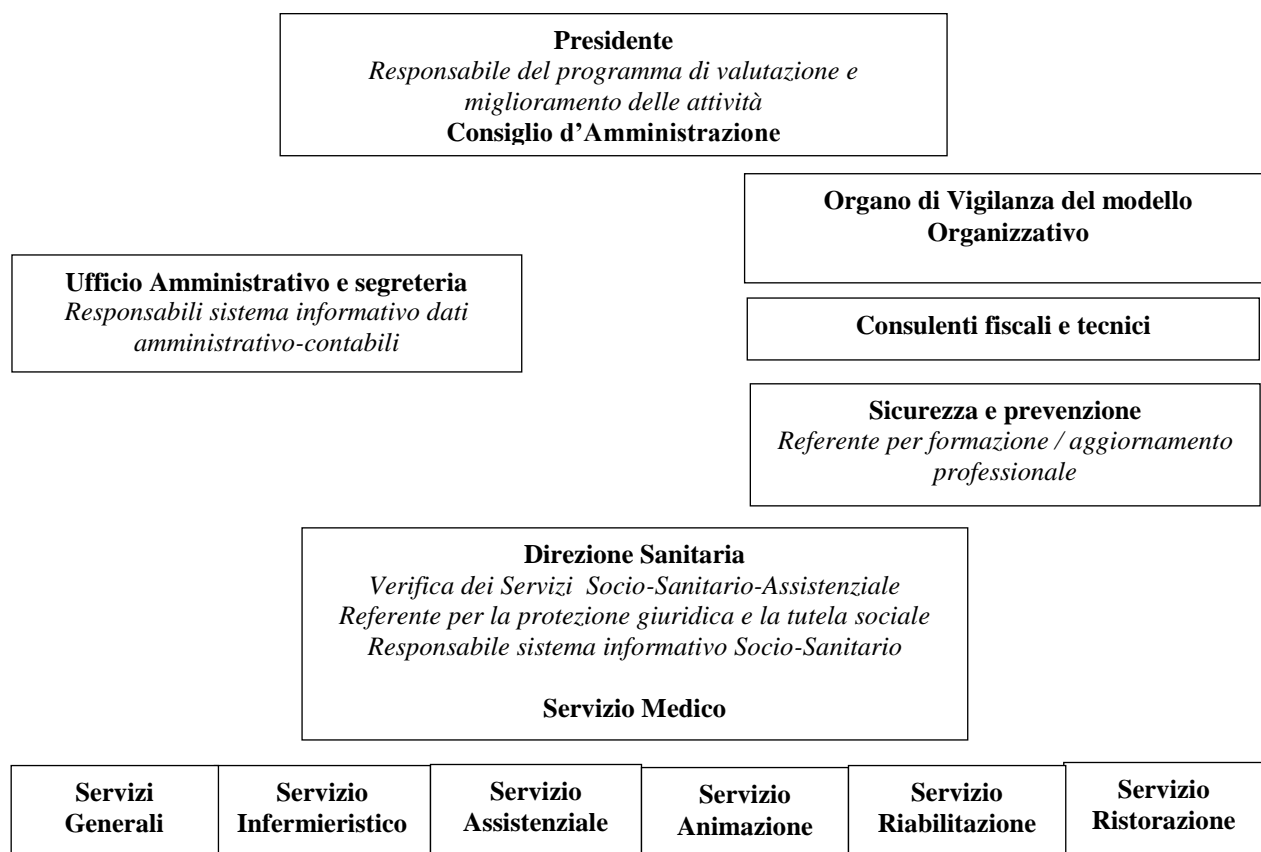 Presidente
Responsabile del programma di valutazione e
miglioramento delle attività
Consiglio d’Amministrazione
Organo di Vigilanza del modello
Organizzativo
Ufficio Amministrativo e segreteria
Responsabili sistema informativo dati
amministrativo-contabili
Consulenti fiscali e tecnici
Sicurezza e prevenzione
Referente per formazione / aggiornamento
professionale
Direzione Sanitaria
Verifica dei Servizi  Socio-Sanitario-Assistenziale
Referente per la protezione giuridica e la tutela sociale
Responsabile sistema informativo Socio-Sanitario
Servizio Medico
Servizi
Generali
Servizio
Infermieristico
Servizio
Assistenziale
Servizio
Animazione
Servizio
Riabilitazione
Servizio
Ristorazione